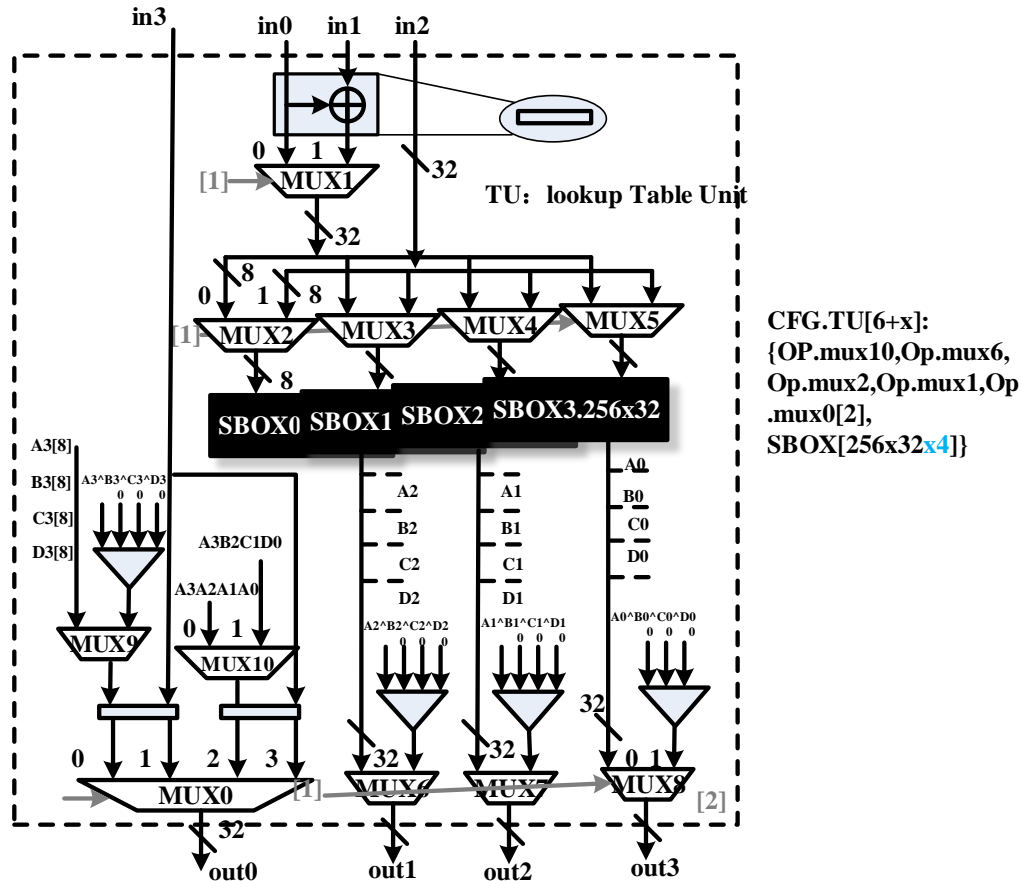 in3
in0
in1
in2
0
1
[1]
MUX1
32
TU：lookup Table Unit
32
8
0
1
8
[1]
MUX2
MUX3
MUX4
MUX5
8
SBOX0
SBOX1
SBOX2
SBOX3.256x32
CFG.TU[6+x]:
{OP.mux10,Op.mux6,
Op.mux2,Op.mux1,Op
.mux0[2],
SBOX[256x32x4]}
A3[8]
B3[8]
C3[8]
D3[8]
A3^B3^C3^D3
0
0
0
A3B2C1D0
A3A2A1A0
0
1
MUX9
MUX10
A2
B2
C2
D2
A1
B1
C1
D1
A0
B0
C0
D0
A2^B2^C2^D2
0
0
0
A1^B1^C1^D1
0
0
0
A0^B0^C0^D0
0
0
0
32
32
32
0
1
0
1
2
3
MUX0
[1]
MUX6
MUX7
MUX8
[2]
32
out0
out1
out2
out3